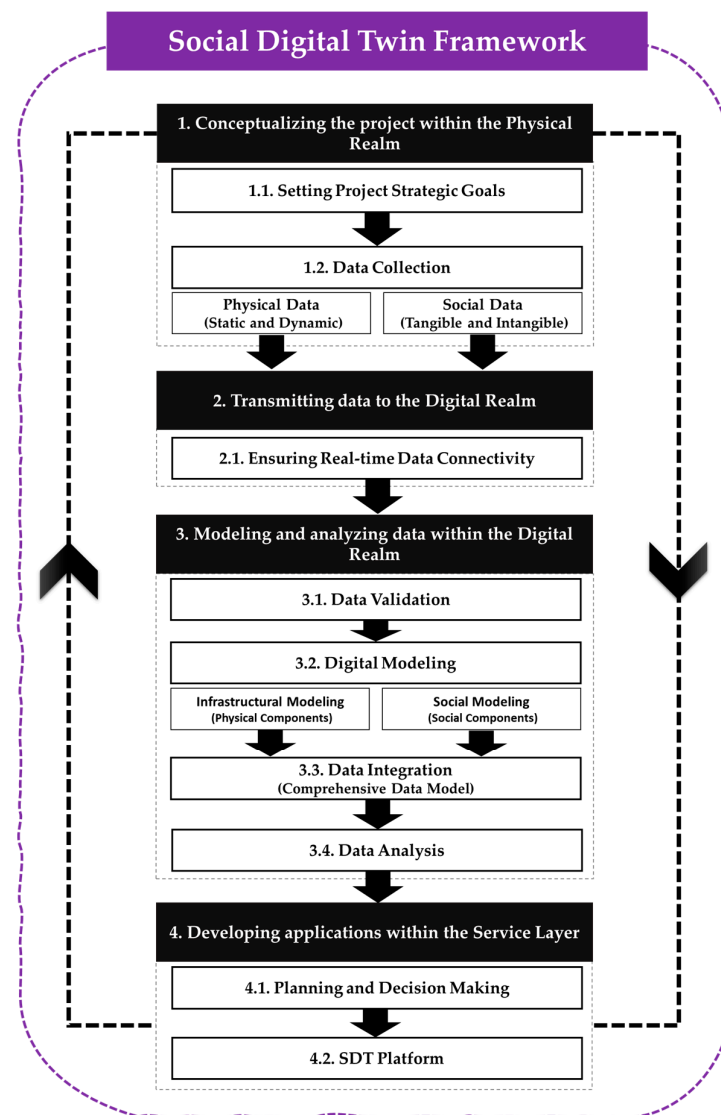 Social Digital Twin Framework
1. Conceptualizing the project within the Physical
Realm
1.1. Setting Project Strategic Goals
1.2. Data Collection
Physical Data
(Static and Dynamic)
Social Data
(Tangible and Intangible)
2. Transmitting data to the Digital Realm
2.1. Ensuring Real-time Data Connectivity
3. Modeling and analyzing data within the Digital
Realm
3.1. Data Validation
3.2. Digital Modeling
Infrastructural Modeling
(Physical Components)
Social Modeling
(Social Components)
3.3. Data Integration
(Comprehensive Data Model)
3.4. Data Analysis
4. Developing applications within the Service Layer
4.1. Planning and Decision Making
4.2. SDT Platform